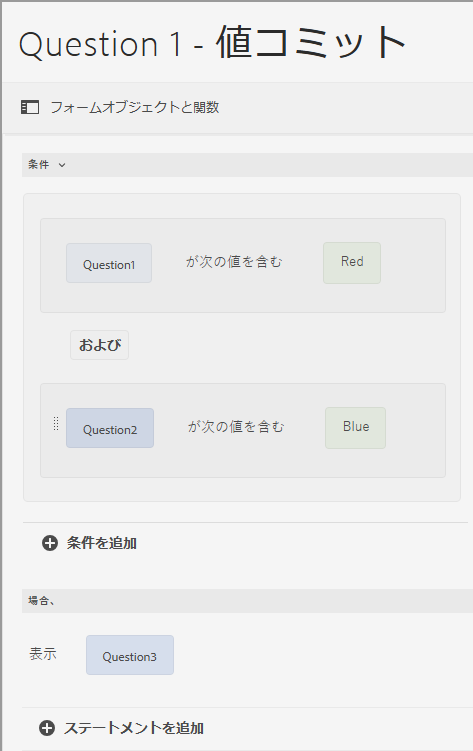 Question 1 - 値コミット
フォームオブジェクトと関数
条件
Question1 が次の値を含む Red
および
Question2 が次の値を含む Blue
条件を追加
場合、
表示 Question3
ステートメントを追加